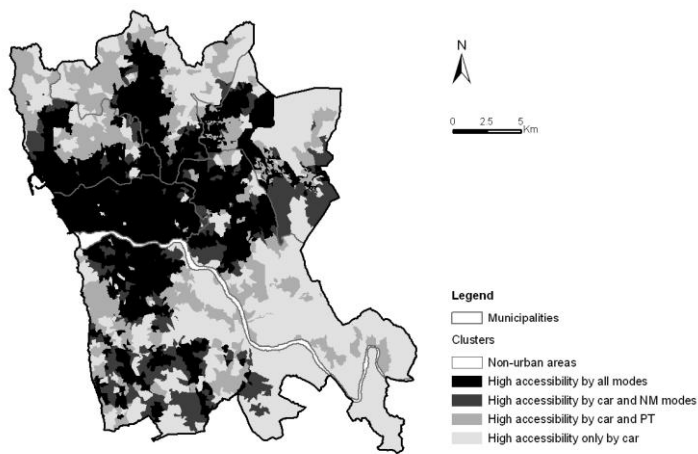 N
0 2.5 5
Km
Legend
Municipalities
Clusters
Non-urban areas
High accessibility by all modes
High accessibility by car and NM modes
High accessibility by car and PT
High accessibility only by car